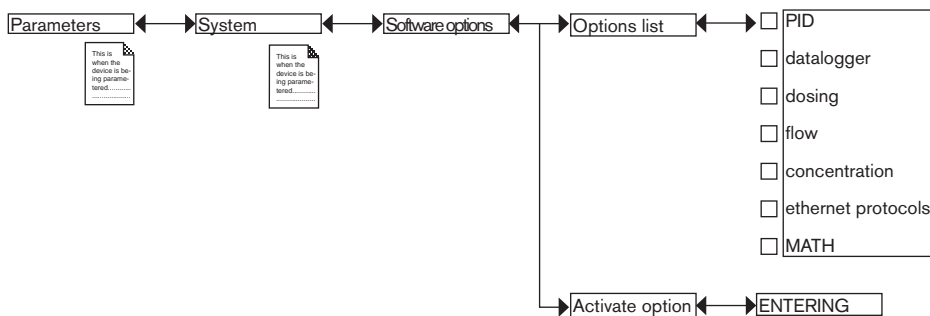 Parameters
System
Software options
Options list
PID
datalogger
dosing
flow
concentration
ethernet protocols
MATH
This is
when the
device is be-
ing parame-
tered...........
....................
This is
when the
device is be-
ing parame-
tered............
....................
Activate option
ENTERING